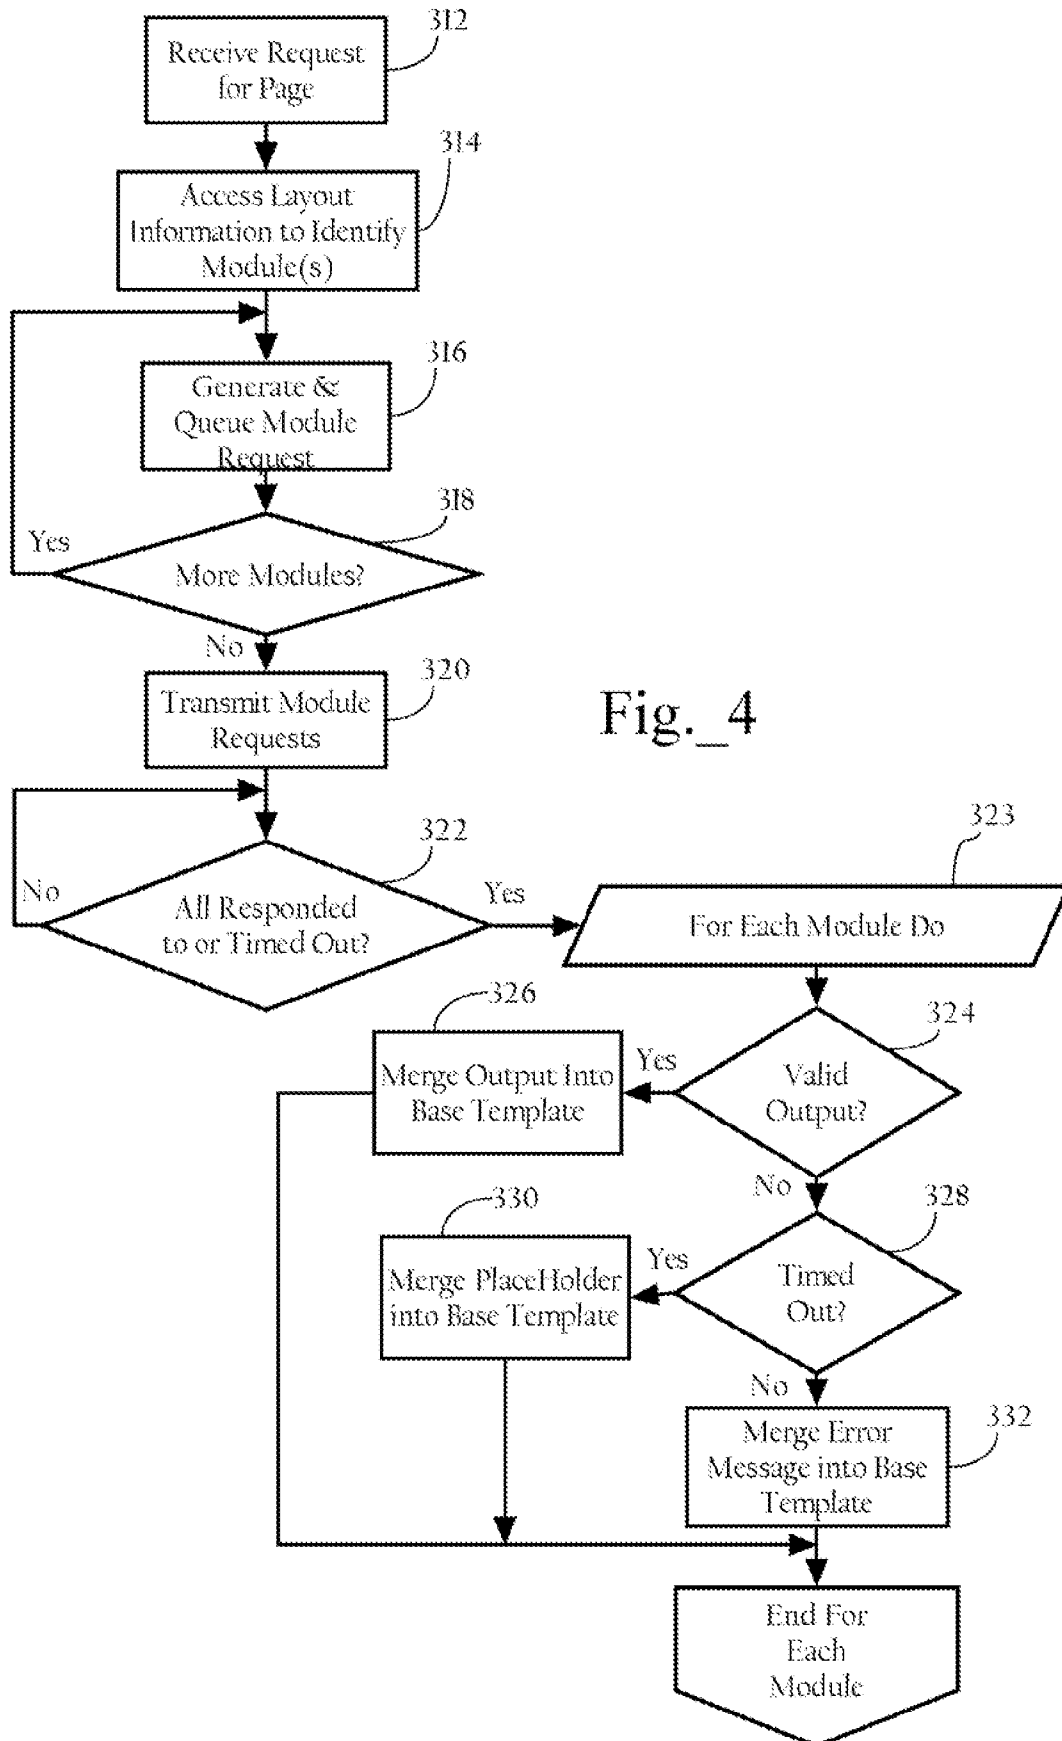 312
Receive Request
for Page
314
Access Layout
Information to Identify
Module(s)
316
Generate &
Queue Module
Request
318
Yes
More Modules?
No
320
Transmit Module
Requests
Fig._4
322
323
No
All Responded
to or Timed Out?
Yes
For Each Module Do
326
324
Merge Output Into
Base Template
Yes
Valid
Output?
No
330
328
Merge PlaceHolder
into Base Template
Yes
Timed
Out?
No
332
Merge Error
Message into Base
Template
End For
Each
Module